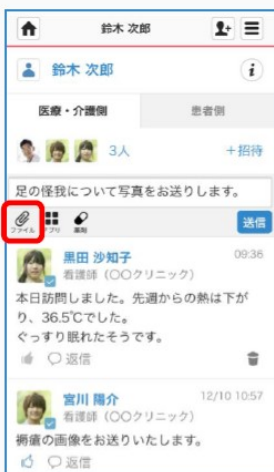 鈴木 次郎
鈴木 次郎
医療・介護側 患者側
3人 +招待
足の怪我について写真をお送りします。
ファイル アプリ 薬剤 送信
黒田 沙知子 09:36
看護師（〇〇クリニック）
本日訪問しました。先週からの熱は下が
り、36.5℃でした。
ぐっすり眠れたそうです。
返信
宮川 陽介 12/10 10:57
看護師（〇〇クリニック）
褥瘡の画像をお送りいたします。
返信